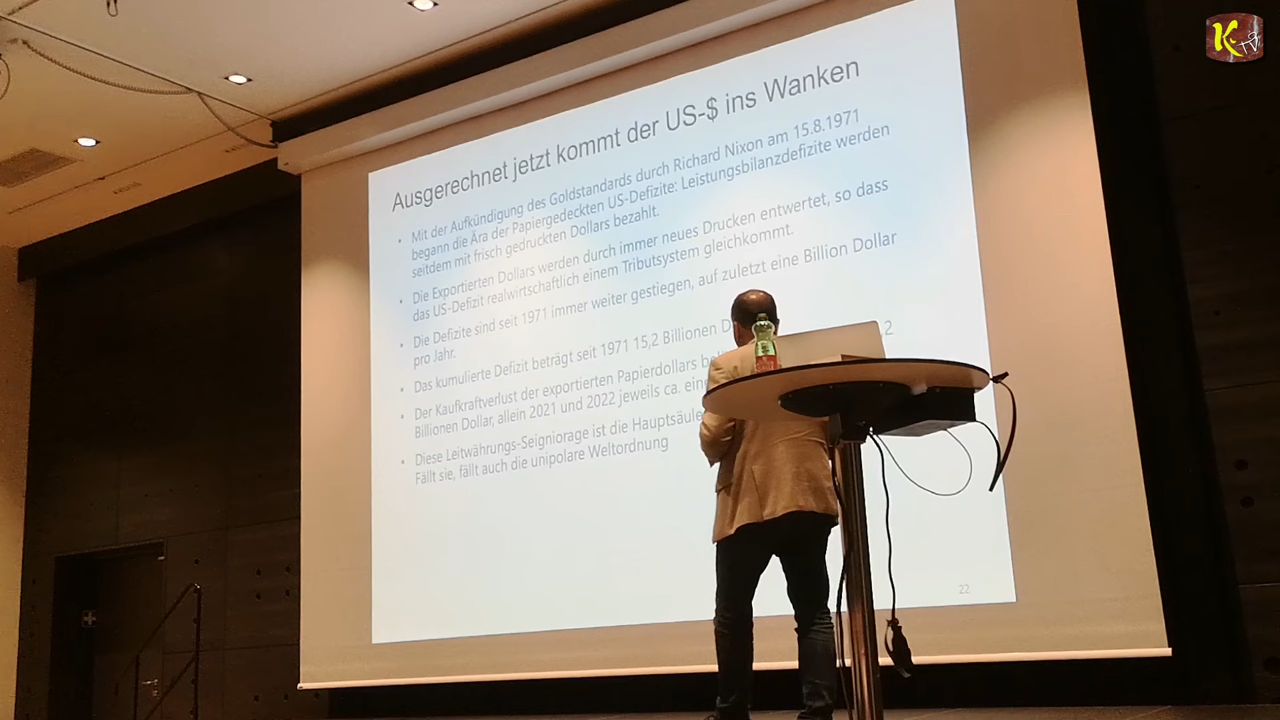 Ausgerechnet jetzt kommt der US-$ ins Wanken
• Mit der Aufkündigung des Goldstandards durch Richard Nixon am 15.8.1971
begann die Ära der Papiergedeckten US-Defizite: Leistungsbilanzdefizite werden
seitdem mit frisch gedruckten Dollars bezahlt.
• Die Exportierten Dollars werden durch immer neues Drucken entwertet, so dass
das US-Defizit realwirtschaftlich einem Tributsystem gleichkommt.
• Die Defizite sind seit 1971 immer weiter gestiegen, auf zuletzt eine Billion Dollar
pro Jahr.
• Das kumulierte Defizit beträgt seit 1971 15,2 Billionen D
• Der Kaufkraftverlust der exportierten Papierdollars
Billionen Dollar, allein 2021 und 2022 jeweils ca.
• Diese Leitwährungs-Seigniorage ist die Hauptsäule
Fällt sie, fällt auch die unipolare Weltordnung
22